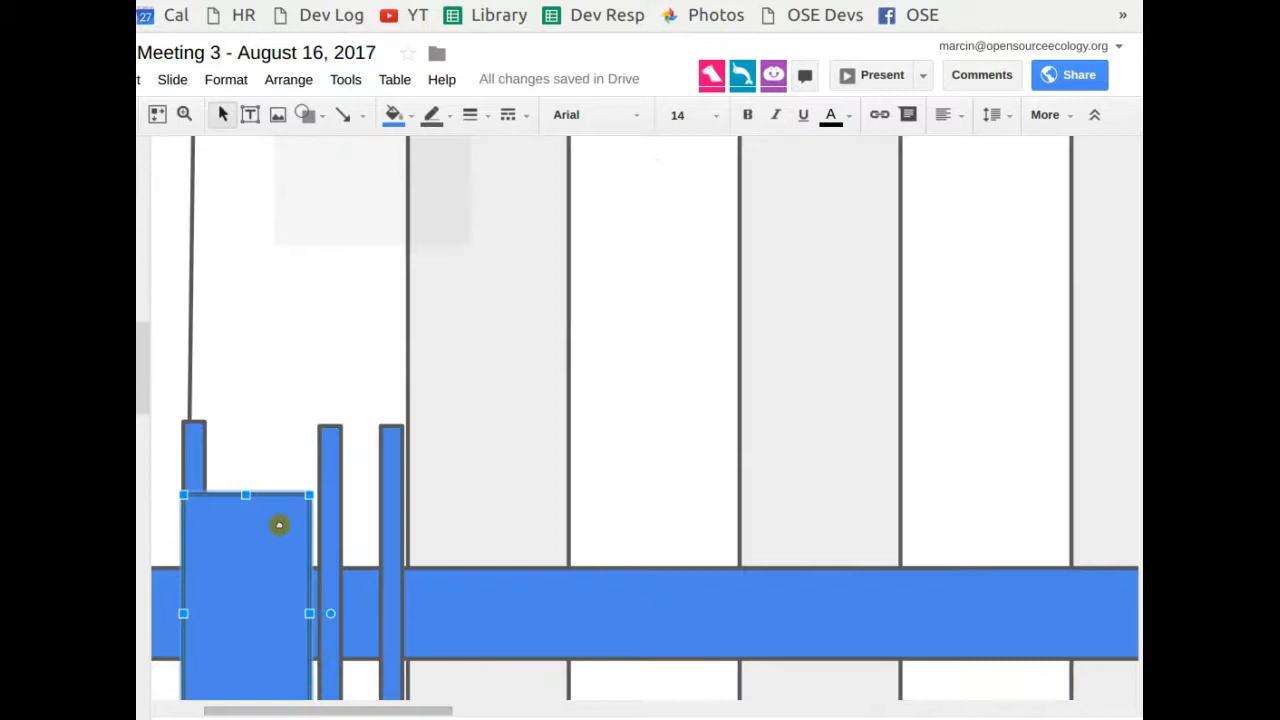 27 Cal HR Dev Log YT Library Dev Resp Photos OSE Devs OSE »
Meeting 3 - August 16, 2017
marcin@opensourceecology.org
t Slide Format Arrange Tools Table Help All changes saved in Drive
Present Comments Share
Arial 14 B I U A More